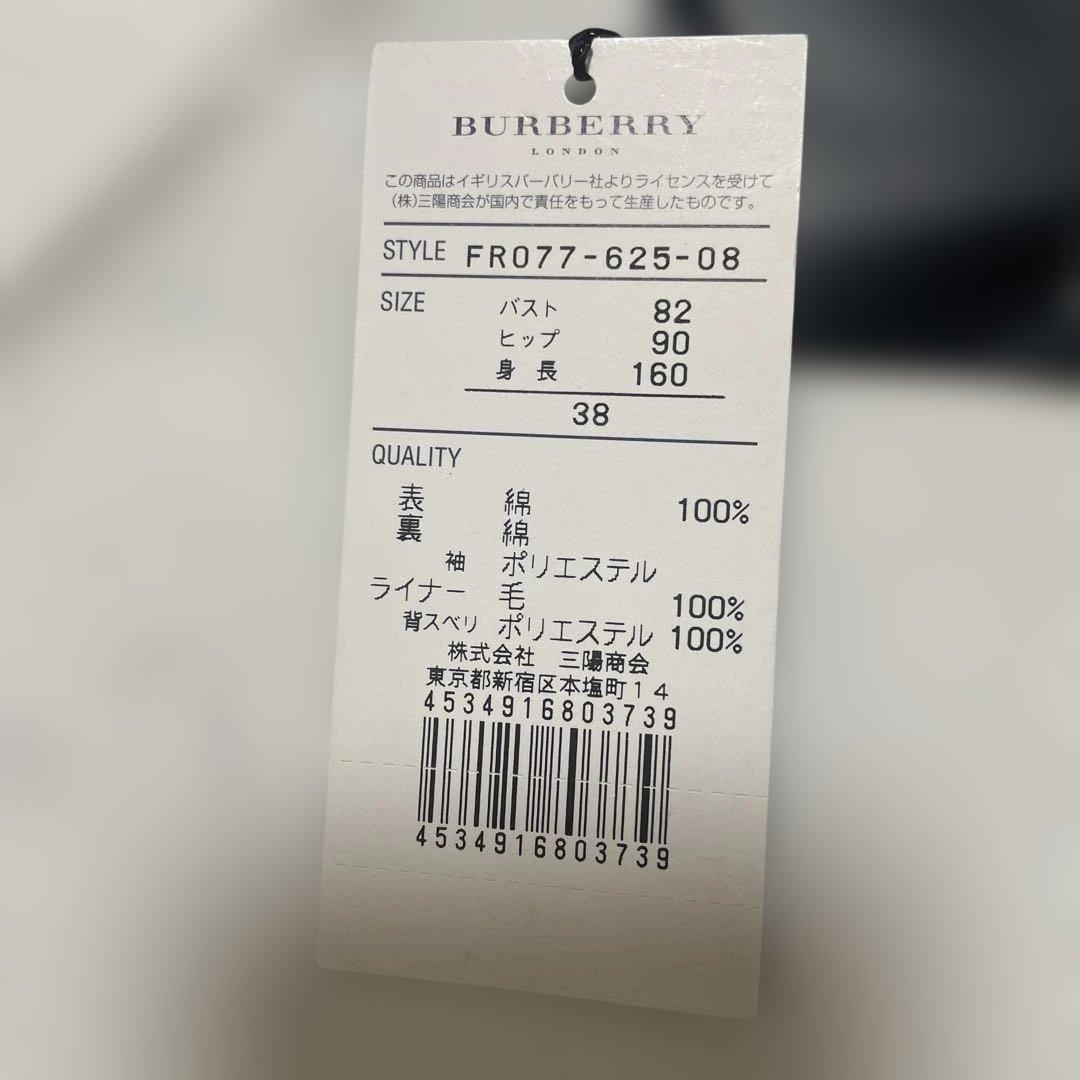 BURBERRY
LONDON
この商品はイギリスバーバリー社よりライセンスを受けて
(株)三陽商会が国内で責任をもって生産したものです。
STYLE FR077-625-08
SIZE バスト 82
ヒップ 90
身長 160
38
QUALITY
表 綿 100%
裏 綿
袖 ポリエステル
ライナー 毛 100%
背スベリ ポリエステル 100%
株式会社 三陽商会
東京都新宿区本塩町14
4534916803739
4534916803739